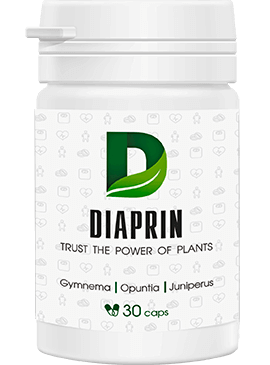 D
DIAPRIN
TRUST THE POWER OF PLANTS
Gymnema | Opuntia | Juniperus
30 caps